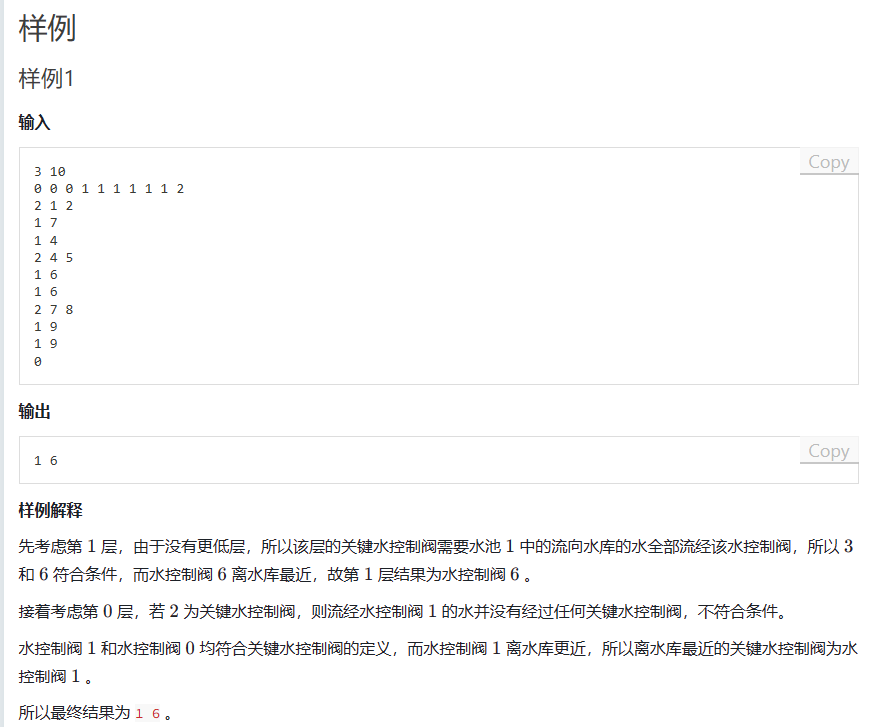 样例
样例1
输入
Copy
3 10
0 0 0 1 1 1 1 1 1 2
2 1 2
1 7
1 4
2 4 5
1 6
1 6
2 7 8
1 9
1 9
0
输出
Copy
1 6
样例解释
先考虑第 1 层，由于没有更低层，所以该层的关键水控制阀需要水池 1 中的流向水库的水全部流经该水控制阀，所以 3
和 6 符合条件，而水控制阀 6 离水库最近，故第 1 层结果为水控制阀 6 。
接着考虑第 0 层，若 2 为关键水控制阀，则流经水控制阀 1 的水并没有经过任何关键水控制阀，不符合条件。
水控制阀 1 和水控制阀 0 均符合关键水控制阀的定义，而水控制阀 1 离水库更近，所以离水库最近的关键水控制阀为水
控制阀 1 。
所以最终结果为 1 6 。